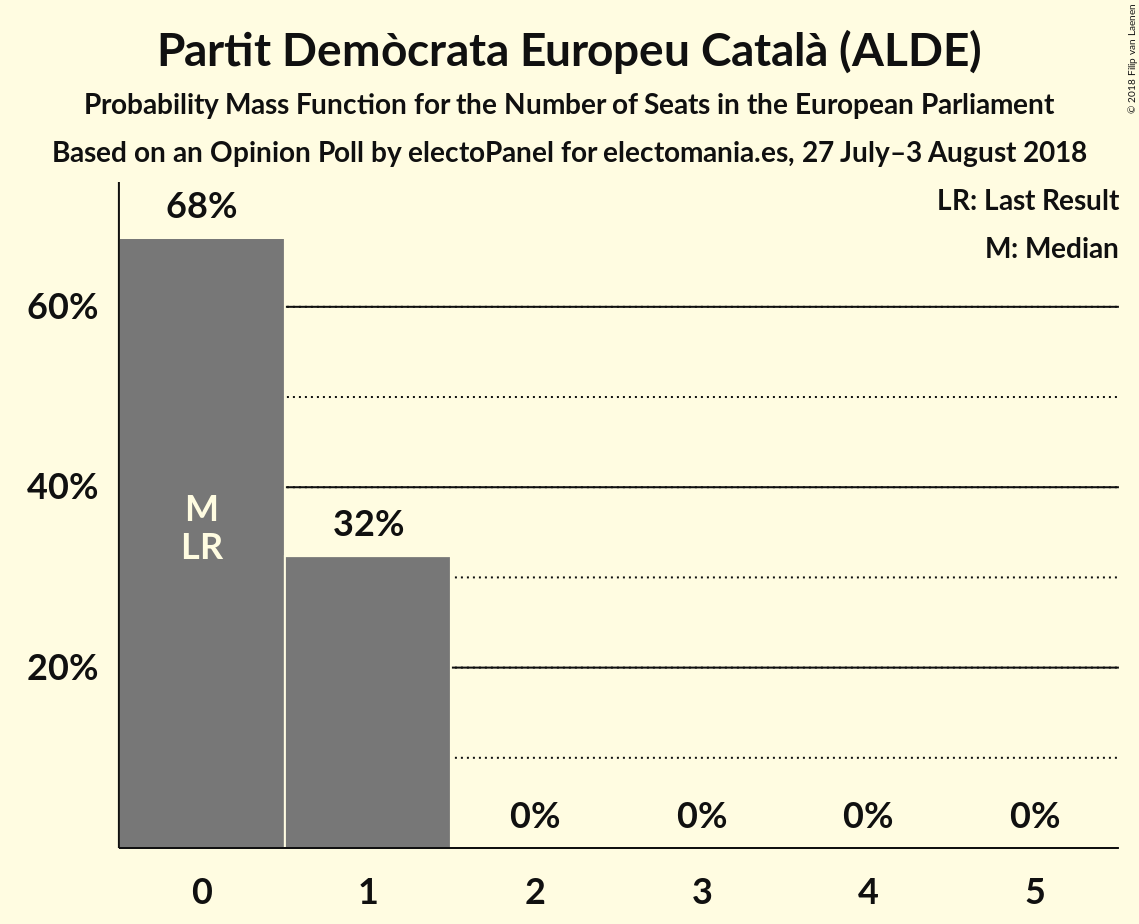 Partit Demòcrata Europeu Català (ALDE)
Probability Mass Function for the Number of Seats in the European Parliament
Based on an Opinion Poll by electoPanel for electomania.es, 27 July–3 August 2018
© 2018 Filip van Laenen
LR: Last Result
M: Median
68%
60%
40%
20%
M
LR
32%
0%
0%
0%
0%
0
1
2
3
4
5